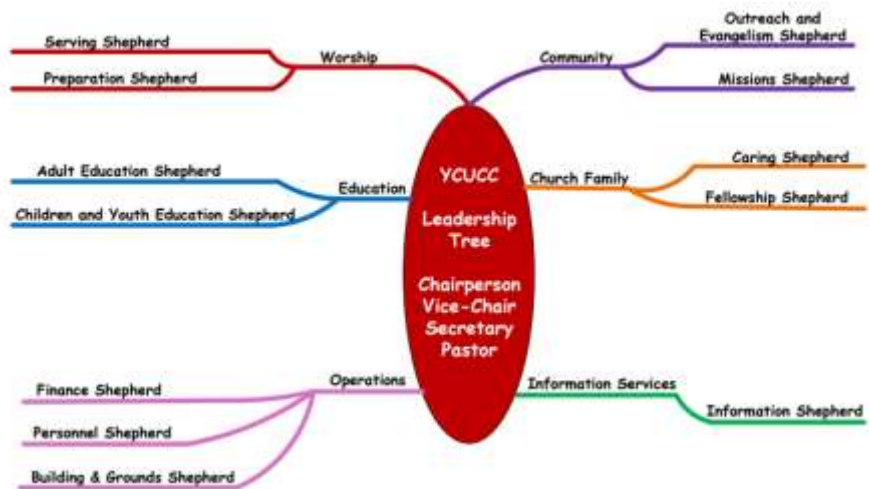 Serving Shepherd
Preparation Shepherd
Worship
Community
Outreach and
Evangelism Shepherd
Missions Shepherd
Adult Education Shepherd
Children and Youth Education Shepherd
Education
YCUCC
Leadership
Tree
Chairperson
Vice-Chair
Secretary
Pastor
Church Family
Caring Shepherd
Fellowship Shepherd
Finance Shepherd
Personnel Shepherd
Building & Grounds Shepherd
Operations
Information Services
Information Shepherd